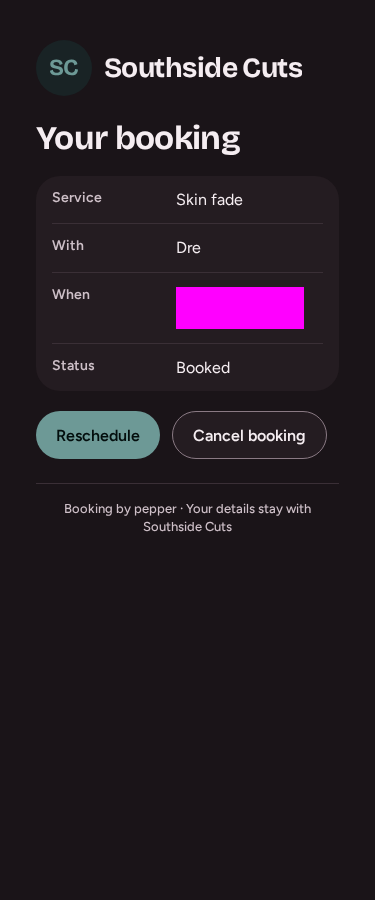 SC
Southside Cuts
Your booking
Service
Skin fade
With
Dre
When
Status
Booked
Reschedule
Cancel booking
Booking by pepper · Your details stay with
Southside Cuts